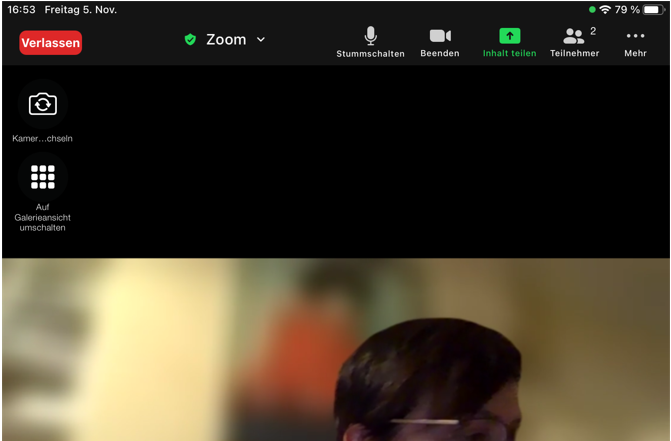 16:53 Freitag 5. Nov.
79 %
Verlassen
Zoom
Stummschalten
Beenden
Inhalt teilen
Teilnehmer
2
Mehr
Kamer…chseln
Auf
Galerieansicht
umschalten